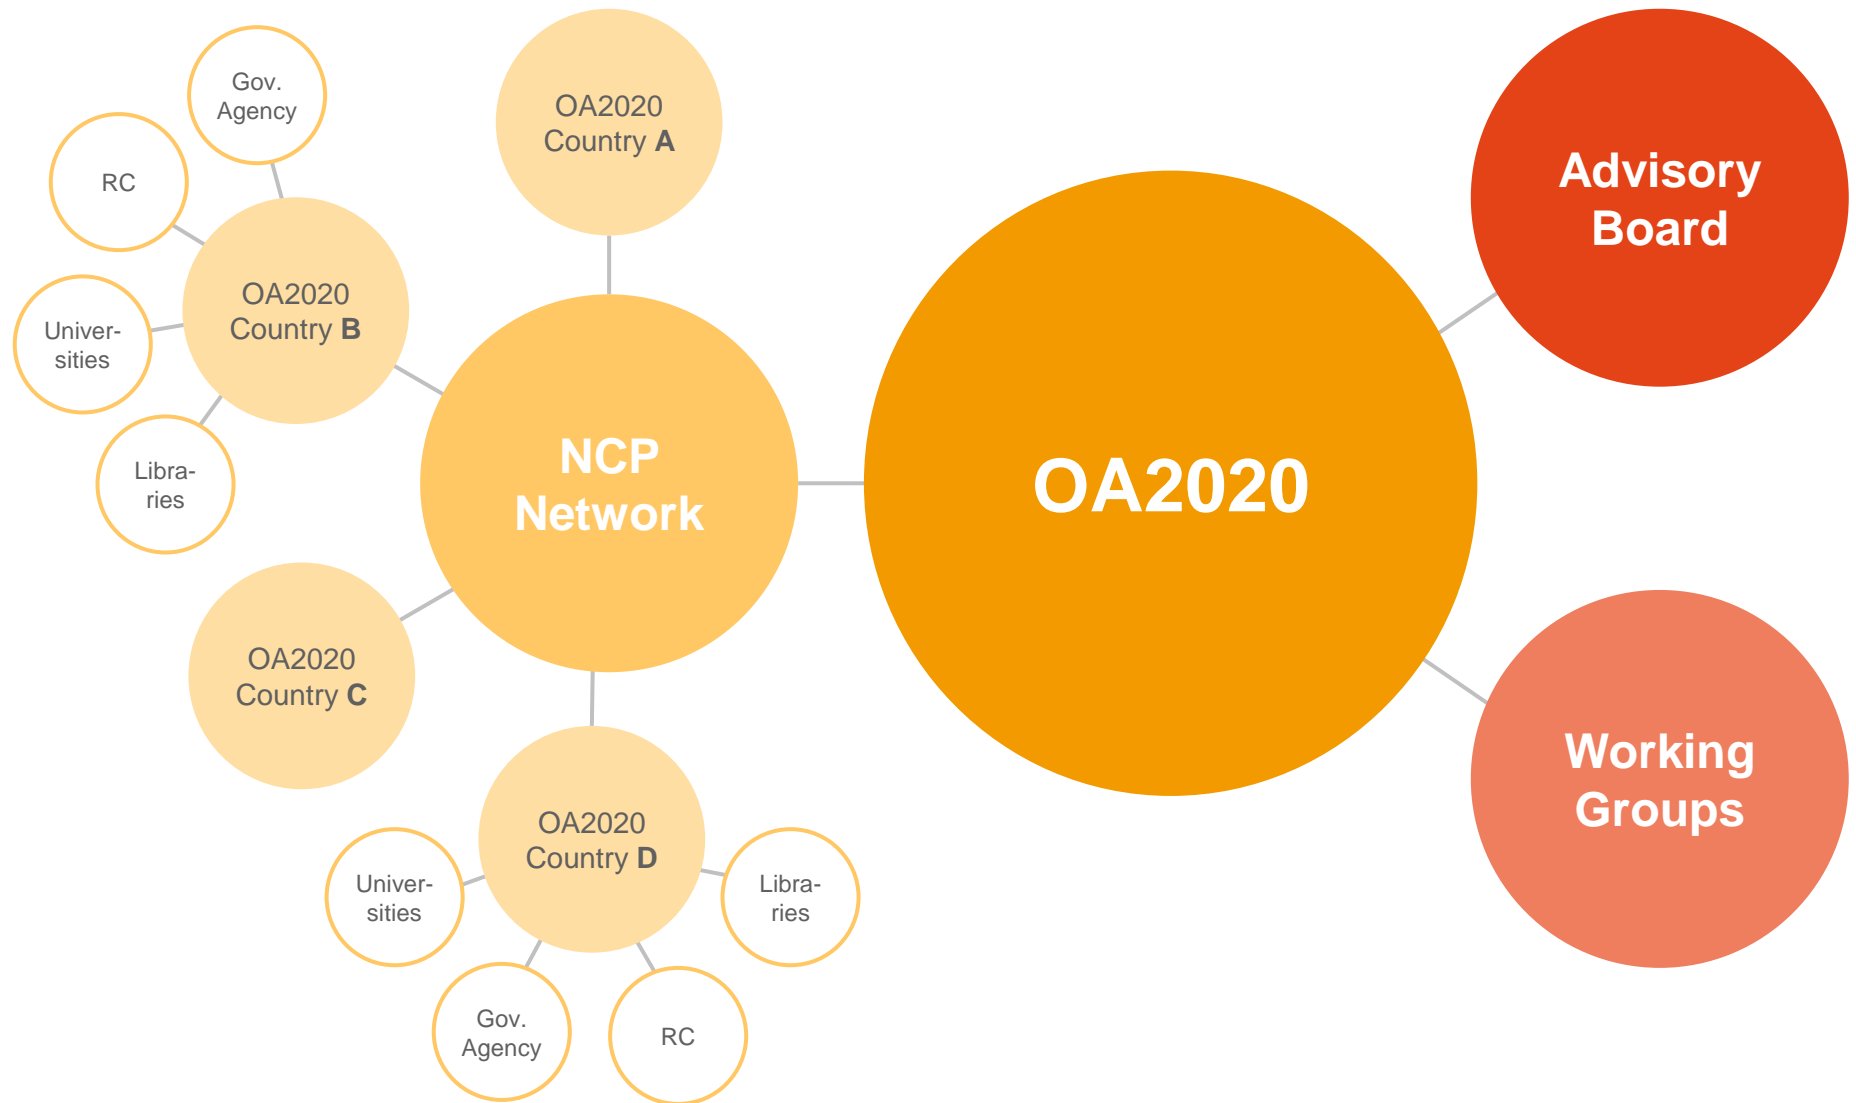 Gov.
Agency
RC
Univer-
sities
Libra-
ries
OA2020
Country B
OA2020
Country A
NCP
Network
OA2020
Country C
OA2020
Country D
Univer-
sities
Gov.
Agency
RC
Libra-
ries
OA2020
Advisory
Board
Working
Groups